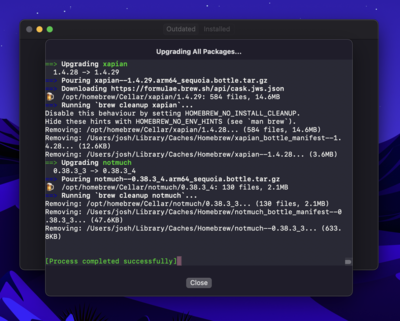 Outdated Installed
Upgrading All Packages...
==> Upgrading xapian
1.4.28 -> 1.4.29
==> Pouring xapian--1.4.29.arm64_sequoia.bottle.tar.gz
==> Downloading https://formulae.brew.sh/api/cask.jws.json
🍺 /opt/homebrew/Cellar/xapian/1.4.29: 584 files, 14.6MB
==> Running `brew cleanup xapian`...
Disable this behaviour by setting HOMEBREW_NO_INSTALL_CLEANUP.
Hide these hints with HOMEBREW_NO_ENV_HINTS (see `man brew`).
Removing: /opt/homebrew/Cellar/xapian/1.4.28... (584 files, 14.6MB)
Removing: /Users/josh/Library/Caches/Homebrew/xapian_bottle_manifest--1.
4.28... (12.6KB)
Removing: /Users/josh/Library/Caches/Homebrew/xapian--1.4.28... (3.6MB)
==> Upgrading notmuch
0.38.3_3 -> 0.38.3_4
==> Pouring notmuch--0.38.3_4.arm64_sequoia.bottle.tar.gz
🍺 /opt/homebrew/Cellar/notmuch/0.38.3_4: 130 files, 2.1MB
==> Running `brew cleanup notmuch`...
Removing: /opt/homebrew/Cellar/notmuch/0.38.3_3... (130 files, 2.1MB)
Removing: /Users/josh/Library/Caches/Homebrew/notmuch_bottle_manifest--0
.38.3_3... (47.6KB)
Removing: /Users/josh/Library/Caches/Homebrew/notmuch--0.38.3_3... (633.
8KB)
[Process completed successfully]
Close